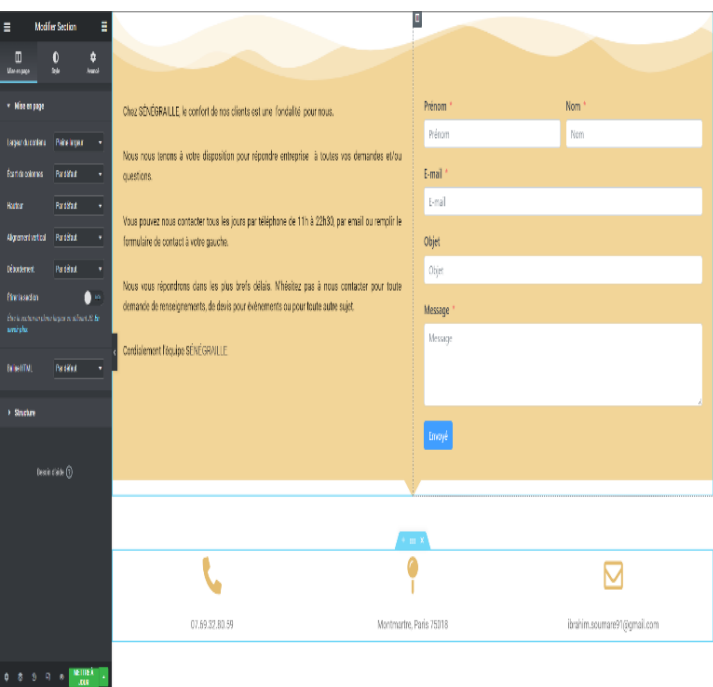 Modifier Section
Mise en page
Style
Avancé
Mise en page
Largeur du contenu Pleine largeur
Écart de colonnes Par défaut
Hauteur Par défaut
Alignement vertical Par défaut
Débordement Par défaut
Étirer la section
En savoir plus
Balise HTML Par défaut
Structure
Besoin d'aide
METTRE À JOUR
Chez SÉNÉGRAILLE, le confort de nos clients est une fondalité pour nous.
Nous nous tenons à votre disposition pour répondre entreprise à toutes vos demandes et/ou
questions.
Vous pouvez nous contacter tous les jours par téléphone de 11h à 22h30, par email ou remplir le
formulaire de contact à votre gauche.
Nous vous répondrons dans les plus brefs délais. N'hésitez pas à nous contacter pour toute
demande de renseignements, de devis pour évènements ou pour toute autre sujet.
Cordialement l'équipe SÉNÉGRAILLE.
Prénom * Nom *
Prénom Nom
E-mail *
E-mail
Objet
Objet
Message *
Message
Envoyé
07.69.32.80.59
Montmartre, Paris 75018
ibrahim.soumare91@gmail.com